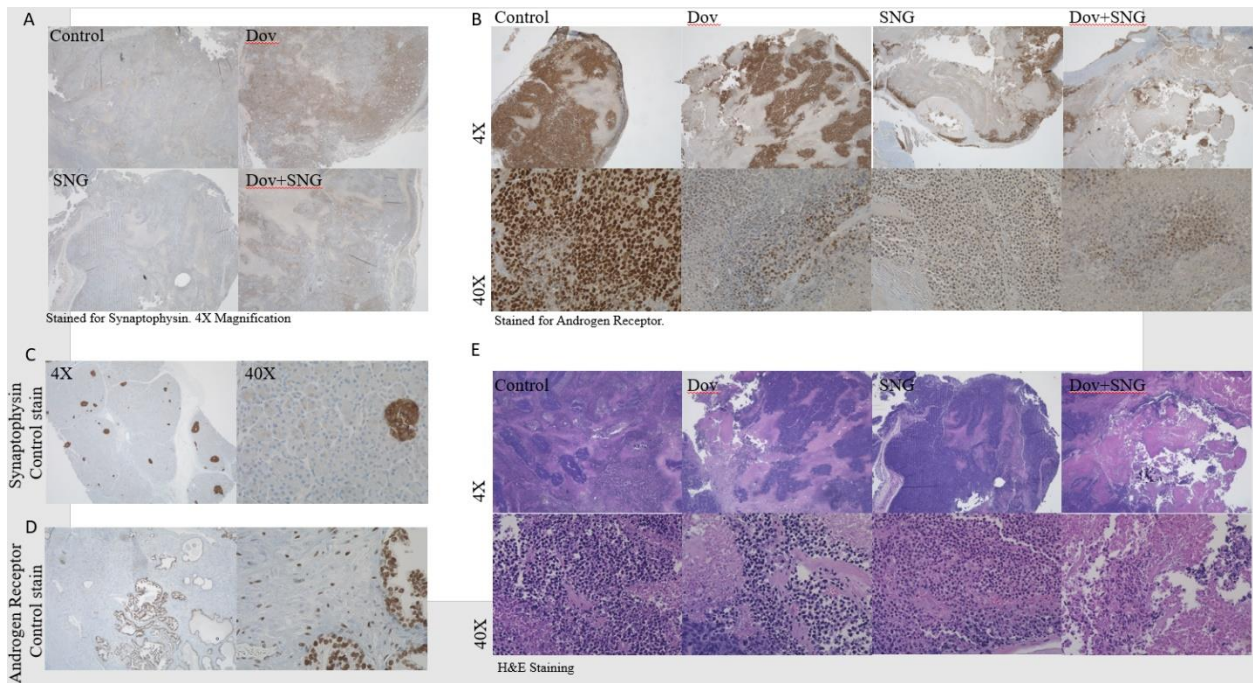 A
Control
Dov
SNG
Dov+SNG
Stained for Synaptophysin. 4X Magnification
B
Control
Dov
SNG
Dov+SNG
4X
40X
Stained for Androgen Receptor.
C
4X
40X
Synaptophysin
Control stain
D
Androgen Receptor
Control stain
E
Control
Dov
SNG
Dov+SNG
4X
40X
H&E Staining